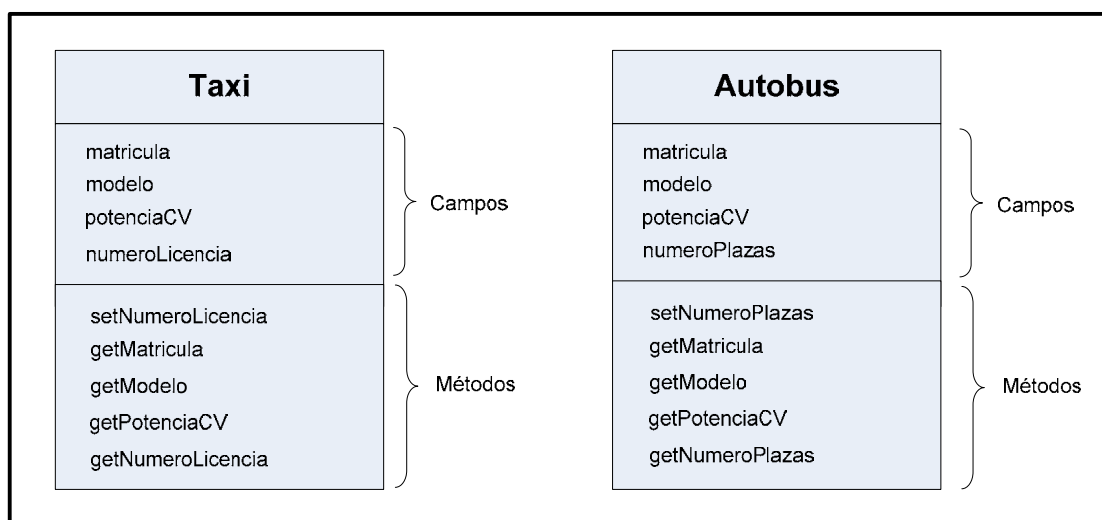 Taxi
matricula
modelo
potenciaCV
numeroLicencia
Campos
setNumeroLicencia
getMatricula
getModelo
getPotenciaCV
getNumeroLicencia
Métodos
Autobus
matricula
modelo
potenciaCV
numeroPlazas
Campos
setNumeroPlazas
getMatricula
getModelo
getPotenciaCV
getNumeroPlazas
Métodos